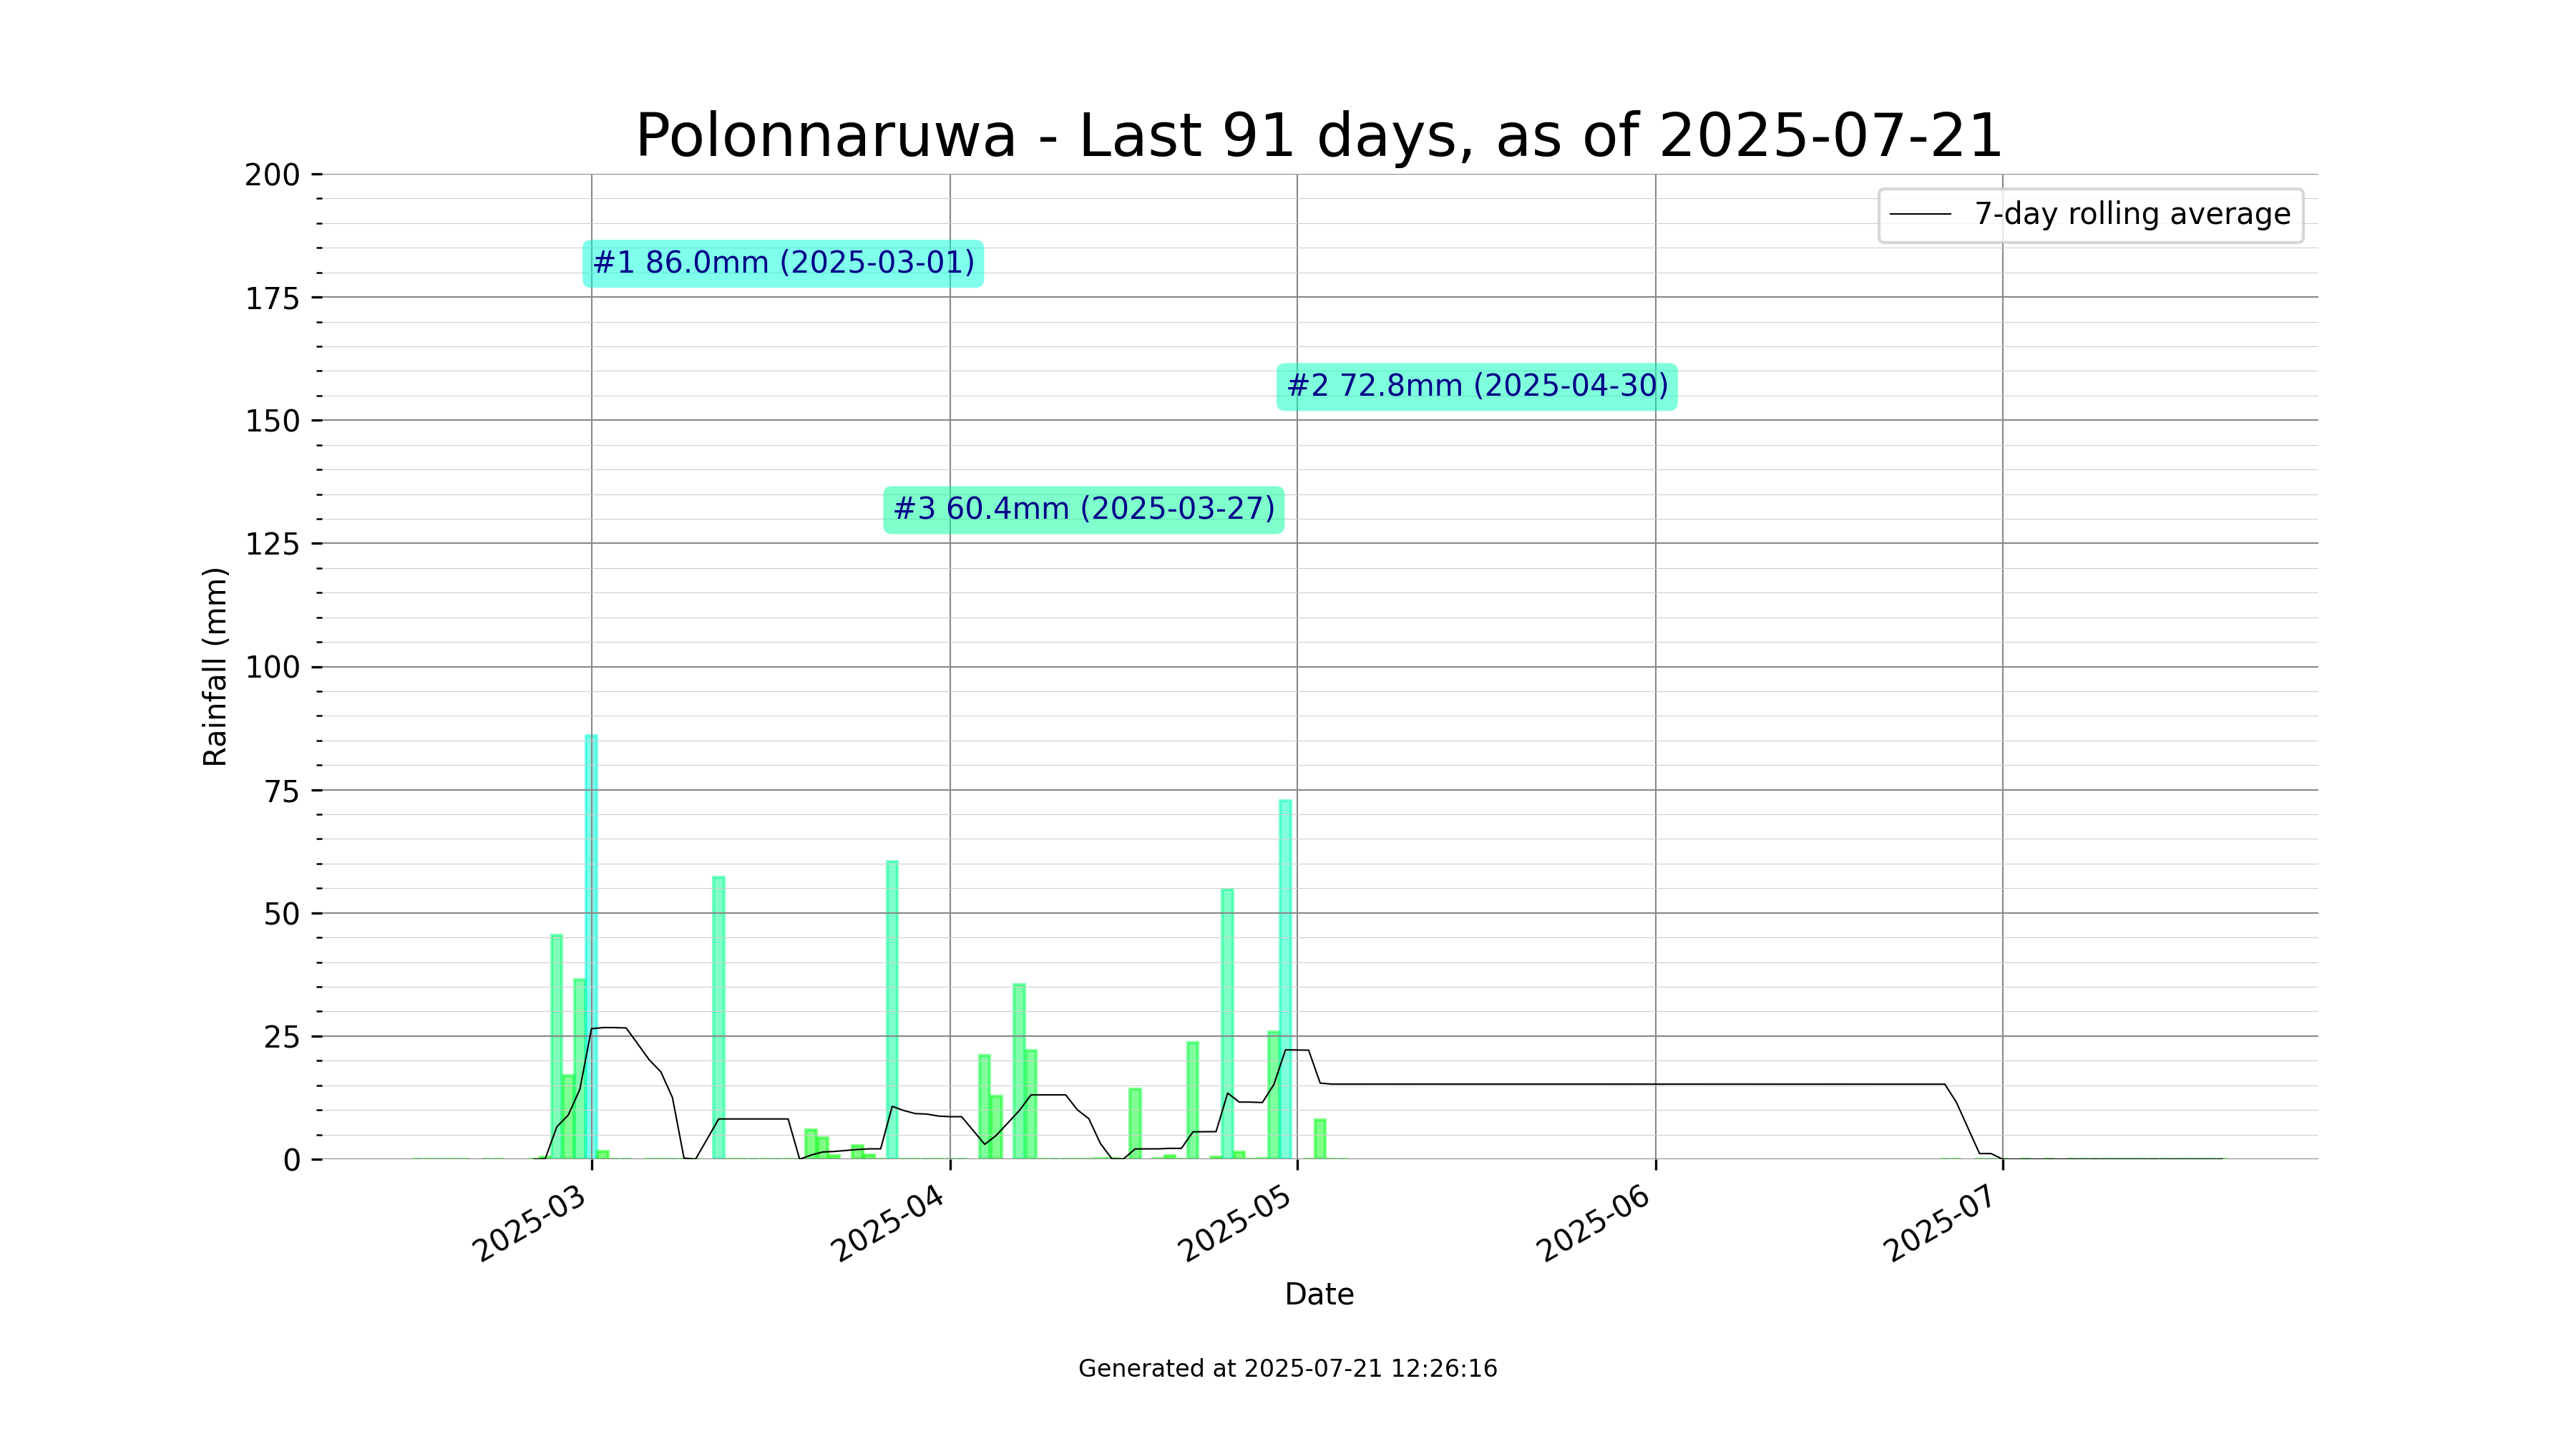 Polonnaruwa - Last 91 days, as of 2025-07-21
200
175
150
125
100
75
50
25
0
Rainfall (mm)
7-day rolling average
#1 86.0mm (2025-03-01)
#2 72.8mm (2025-04-30)
#3 60.4mm (2025-03-27)
2025-03
2025-04
2025-05
2025-06
2025-07
Date
Generated at 2025-07-21 12:26:16